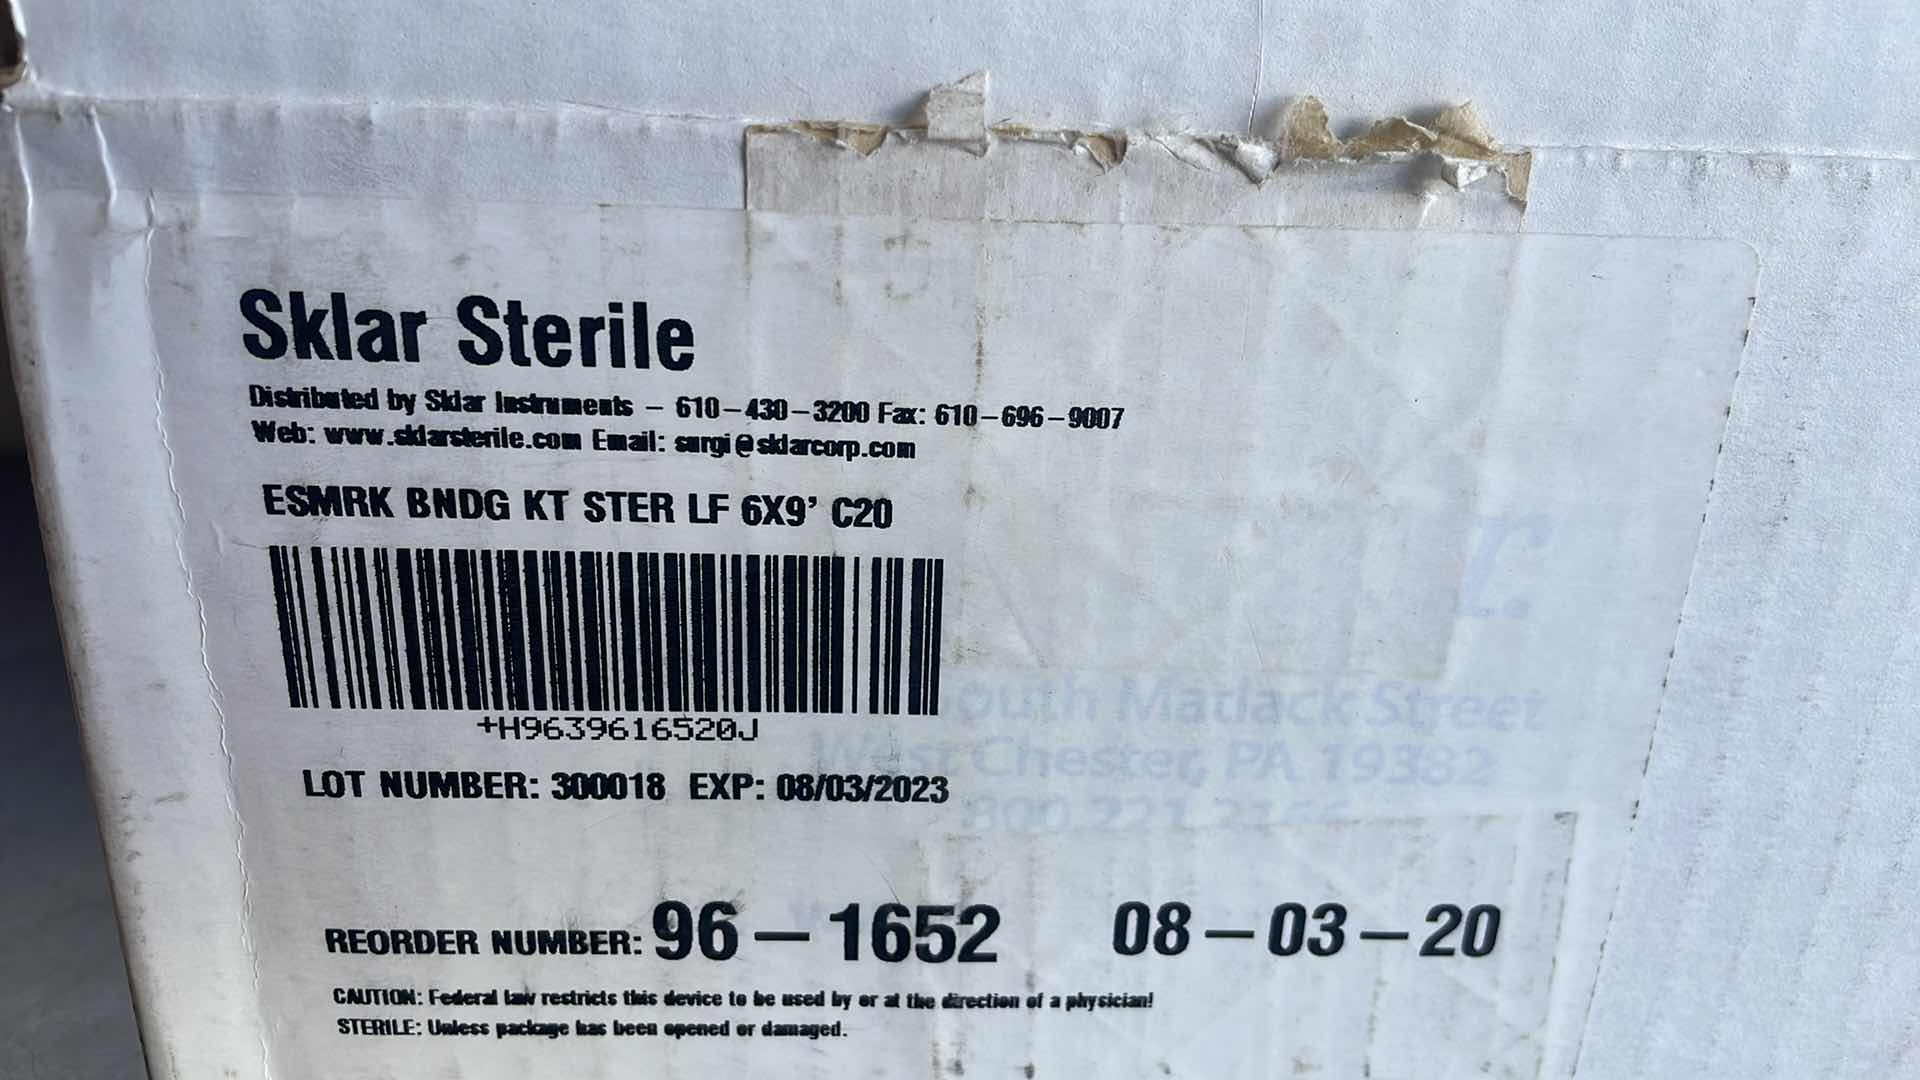 Sklar Sterile
Distributed by Sklar Instruments – 610–430–3200 Fax: 610–696–9007
Web: www.sklarsterile.com Email: surgi@sklarcorp.com
ESMRK BNDG KT STER LF 6X9' C20
+H9639616520J
outh Matlack Street
West Chester, PA 19382
LOT NUMBER: 300018 EXP: 08/03/2023
REORDER NUMBER: 96–1652 08–03–20
CAUTION: Federal law restricts this device to be used by or at the direction of a physician!
STERILE: Unless package has been opened or damaged.